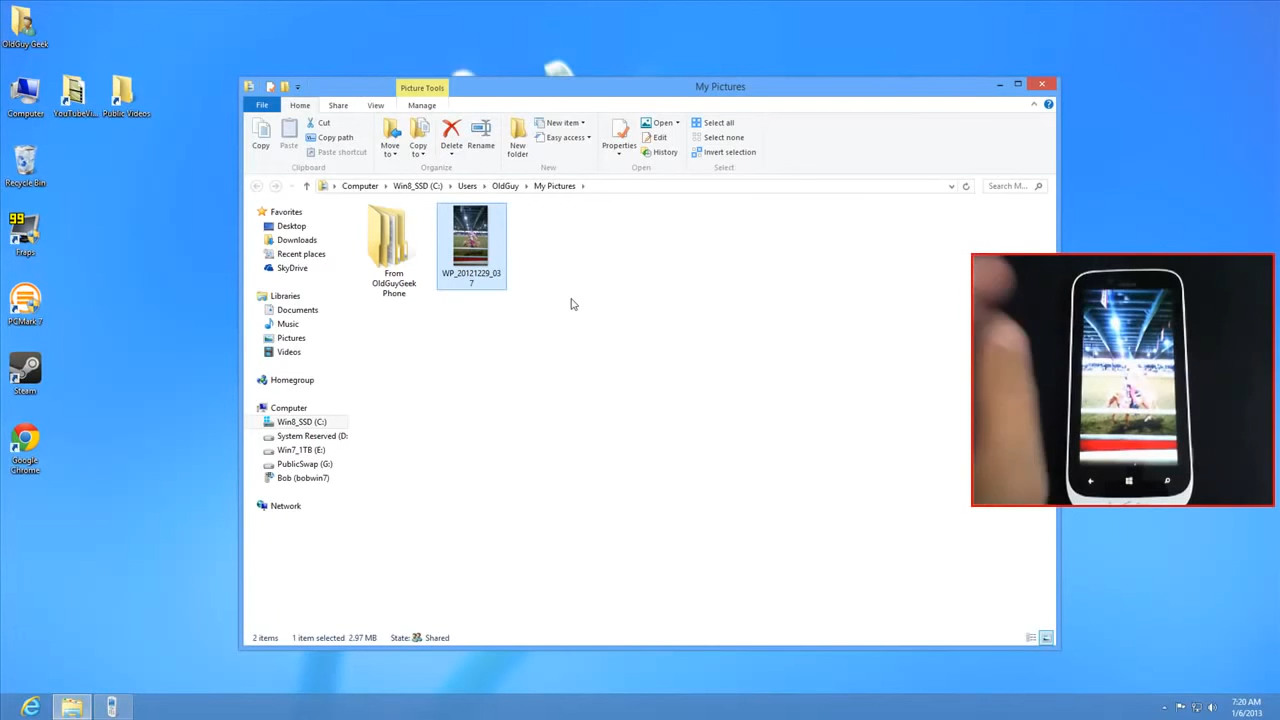 OldGuy Geek
Computer
YouTubeVi...
Public Videos
Recycle Bin
99
Fraps
PCMark 7
Steam
Google
Chrome
Picture Tools
My Pictures
File
Home
Share
View
Manage
Copy
Paste
Cut
Copy path
Paste shortcut
Clipboard
Move
to
Copy
to
Delete
Rename
Organize
New
folder
New item
Easy access
New
Properties
Open
Edit
History
Open
Select all
Select none
Invert selection
Select
Computer
Win8_SSD (C:)
Users
OldGuy
My Pictures
Search M...
Favorites
Desktop
Downloads
Recent places
SkyDrive
Libraries
Documents
Music
Pictures
Videos
Homegroup
Computer
Win8_SSD (C:)
System Reserved (D:
Win7_1TB (E:)
PublicSwap (G:)
Bob (bobwin7)
Network
From
OldGuyGeek
Phone
WP_20121229_03
7
2 items
1 item selected 2.97 MB
State:
Shared
7:20 AM
1/6/2013